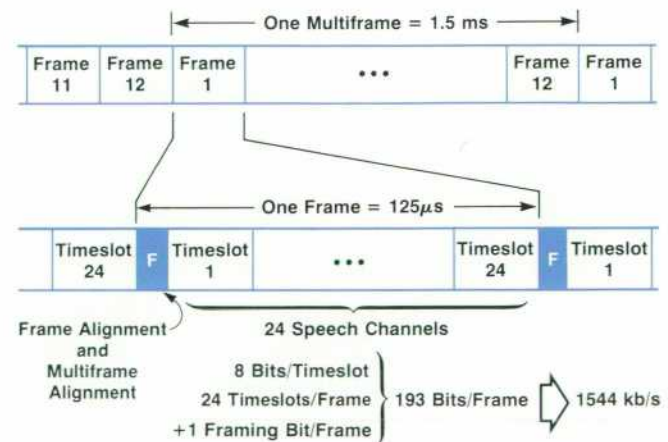 One Multiframe = 1.5 ms
Frame 11
Frame 12
Frame 1
•••
Frame 12
Frame 1
One Frame = 125μs
Timeslot 24
F
Timeslot 1
•••
Timeslot 24
F
Timeslot 1
Frame Alignment
and
Multiframe
Alignment
24 Speech Channels
8 Bits/Timeslot
24 Timeslots/Frame
+1 Framing Bit/Frame
193 Bits/Frame
1544 kb/s